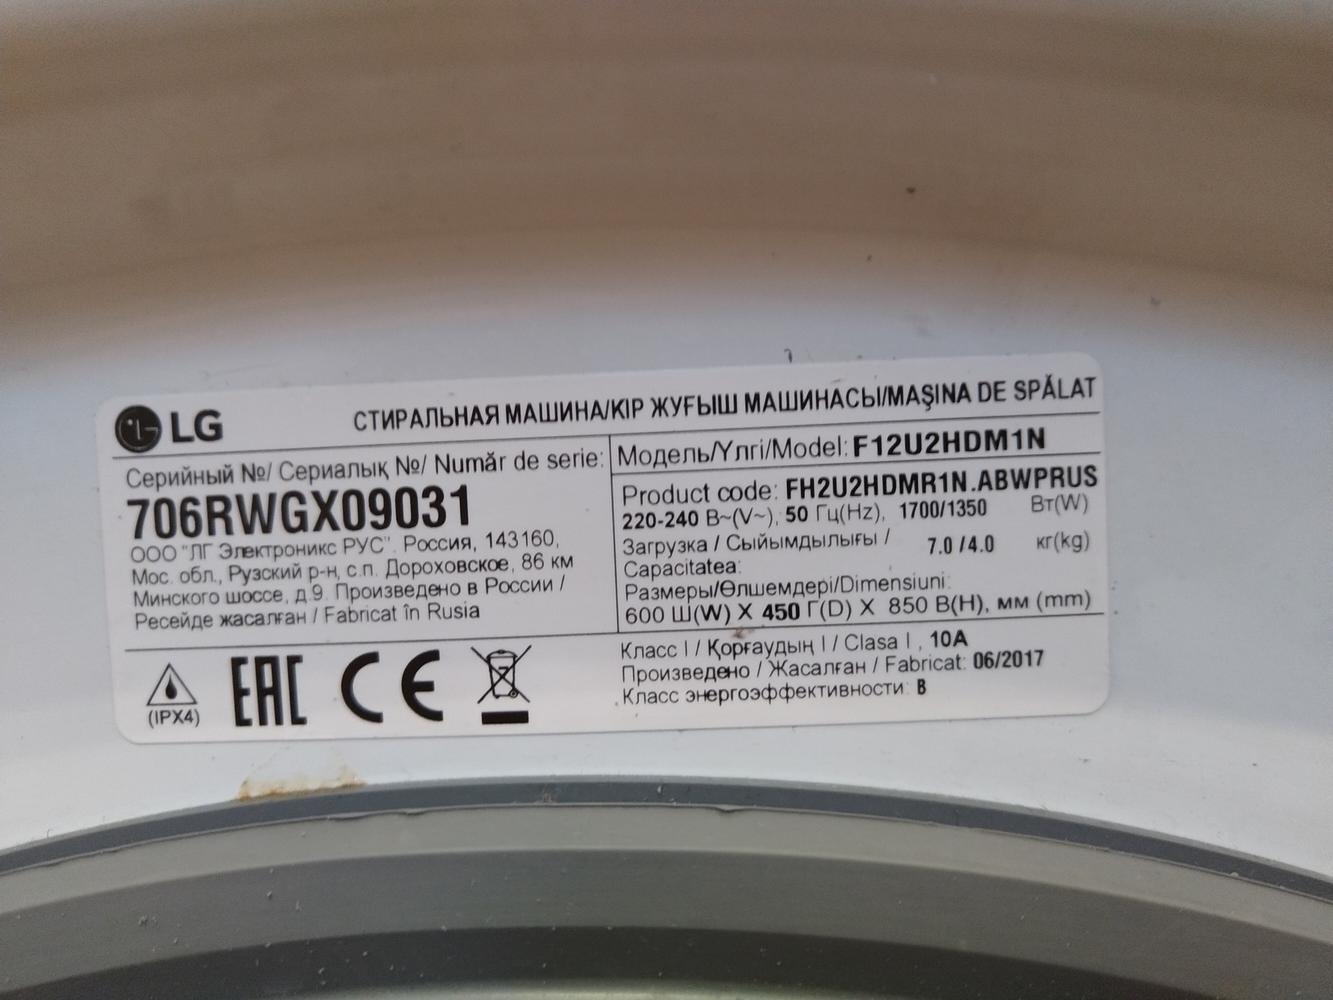 LG
СТИРАЛЬНАЯ МАШИНА/КІР ЖУҒЫШ МАШИНАСЫ/MAŞINA DE SPĂLAT
Серийный №/ Сериалық №/ Număr de serie:
706RWGX09031
ООО "ЛГ Электроникс РУС". Россия, 143160,
Мос. обл., Рузский р-н, с.п. Дороховское, 86 км
Минского шоссе, д.9. Произведено в России /
Ресейде жасалған / Fabricat în Rusia
Модель/Үлгі/Model: F12U2HDM1N
Product code: FH2U2HDMR1N.ABWPRUS
220-240 В~(V~), 50 Гц(Hz), 1700/1350 Вт(W)
Загрузка / Сыйымдылығы / 7.0 /4.0 кг(kg)
Capacitatea:
Размеры/Өлшемдері/Dimensiuni:
600 Ш(W) X 450 Г(D) X 850 В(H), мм (mm)
(IPX4)
EAC CE
Класс I / Қорғаудың I / Clasa I , 10A
Произведено / Жасалған / Fabricat: 06/2017
Класс энергоэффективности: B